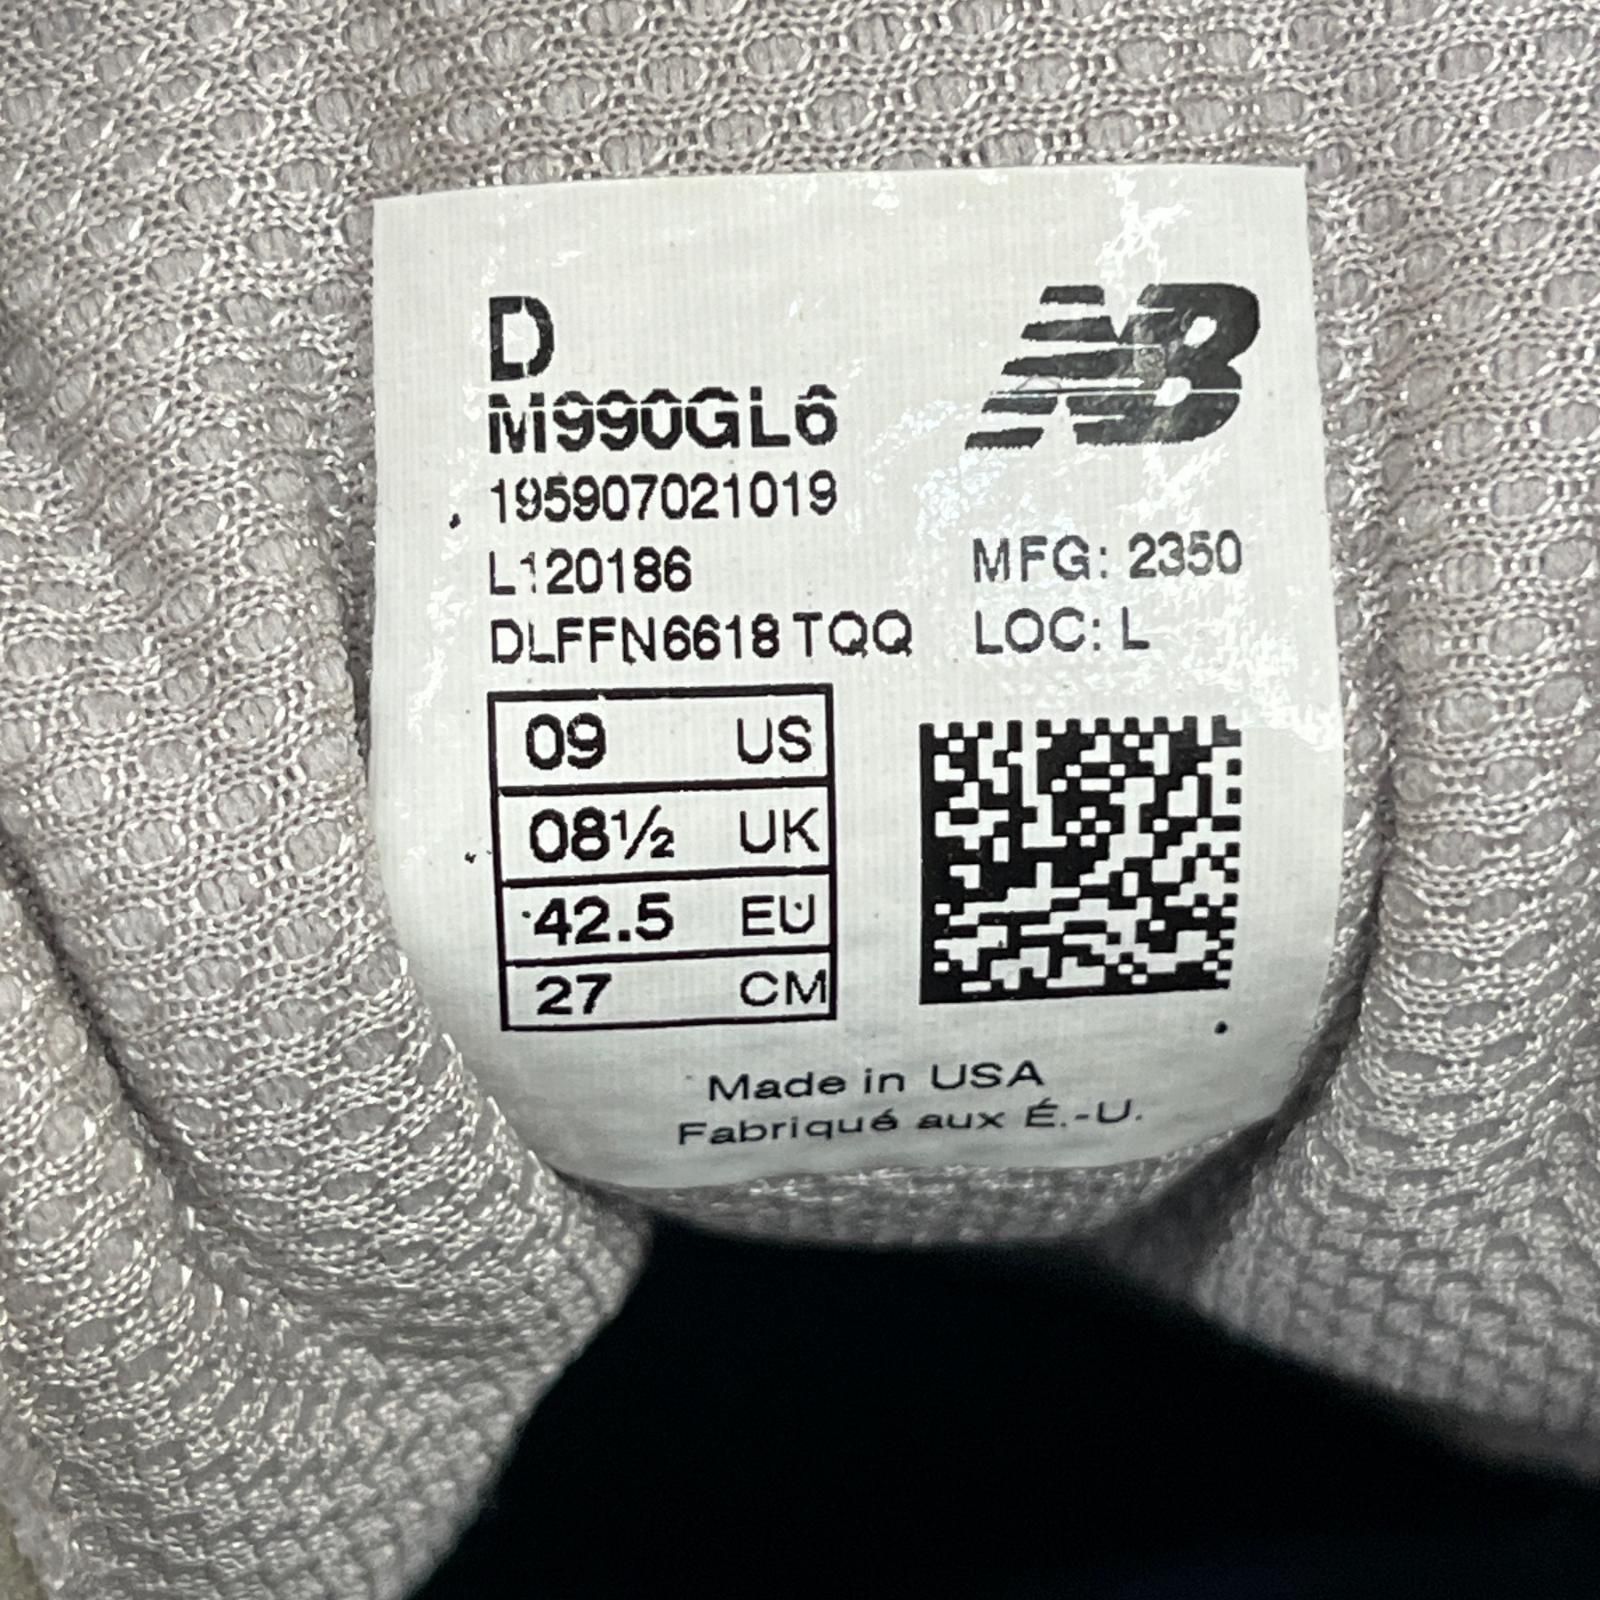 D
NB
M990GL6
195907021019
L120186
MFG: 2350
DLFFN6618 TQQ
LOC: L
09 US
08½ UK
42.5 EU
27 CM
Made in USA
Fabriqué aux É.-U.